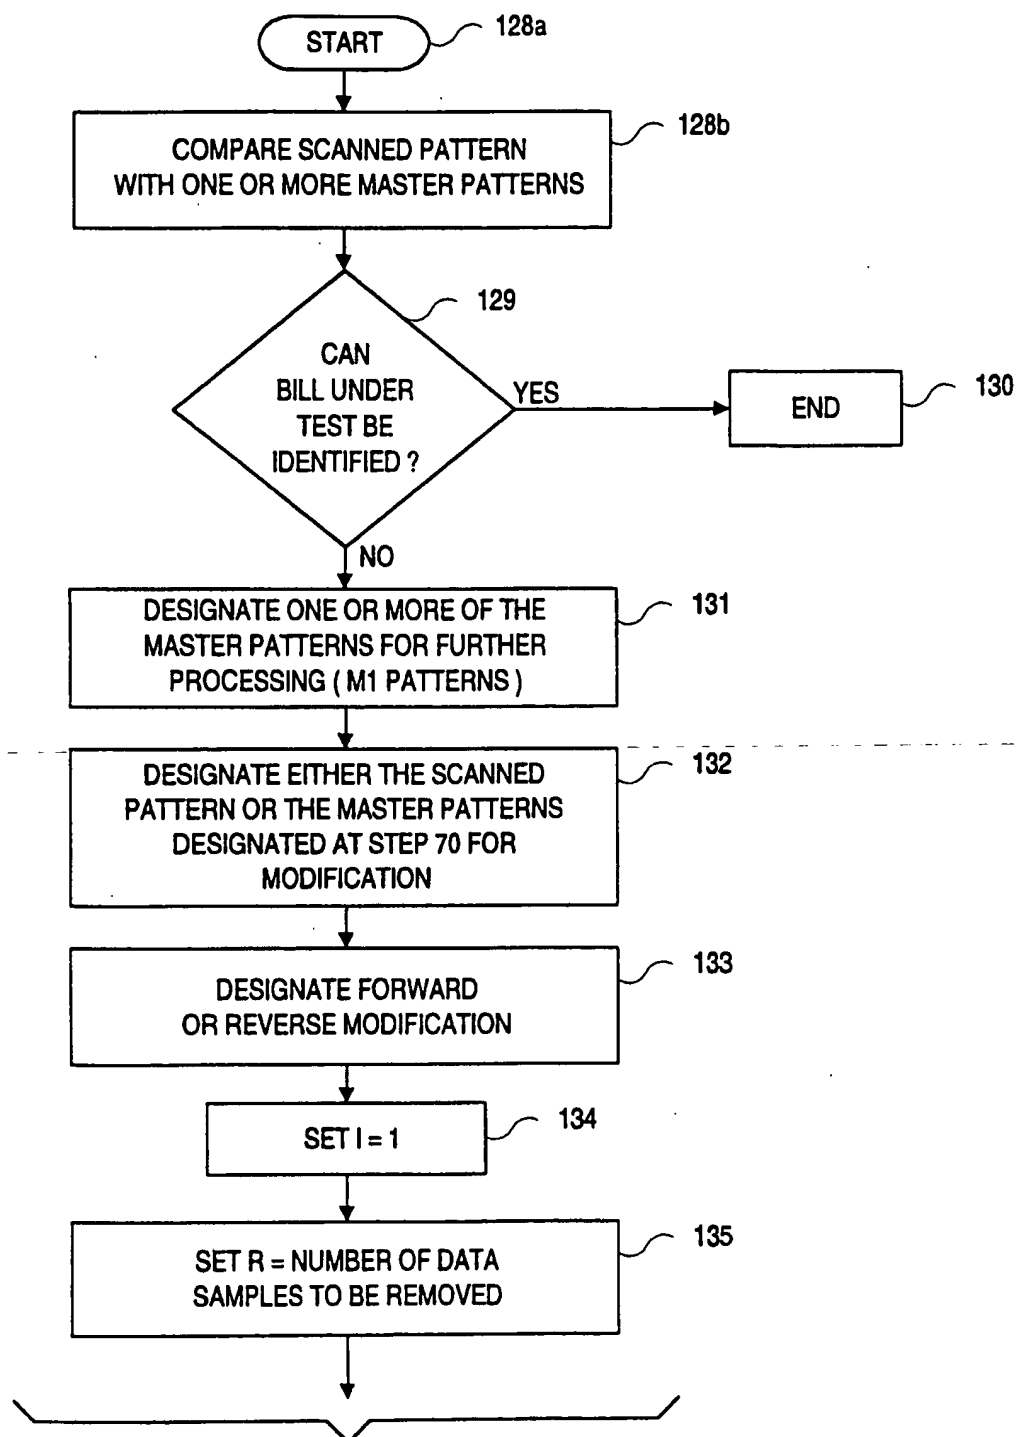 START
128a
COMPARE SCANNED PATTERN
WITH ONE OR MORE MASTER PATTERNS
128b
129
CAN
BILL UNDER
TEST BE
IDENTIFIED ?
YES
END
130
NO
DESIGNATE ONE OR MORE OF THE
MASTER PATTERNS FOR FURTHER
PROCESSING ( M1 PATTERNS )
131
DESIGNATE EITHER THE SCANNED
PATTERN OR THE MASTER PATTERNS
DESIGNATED AT STEP 70 FOR
MODIFICATION
132
DESIGNATE FORWARD
OR REVERSE MODIFICATION
133
SET I = 1
134
SET R = NUMBER OF DATA
SAMPLES TO BE REMOVED
135